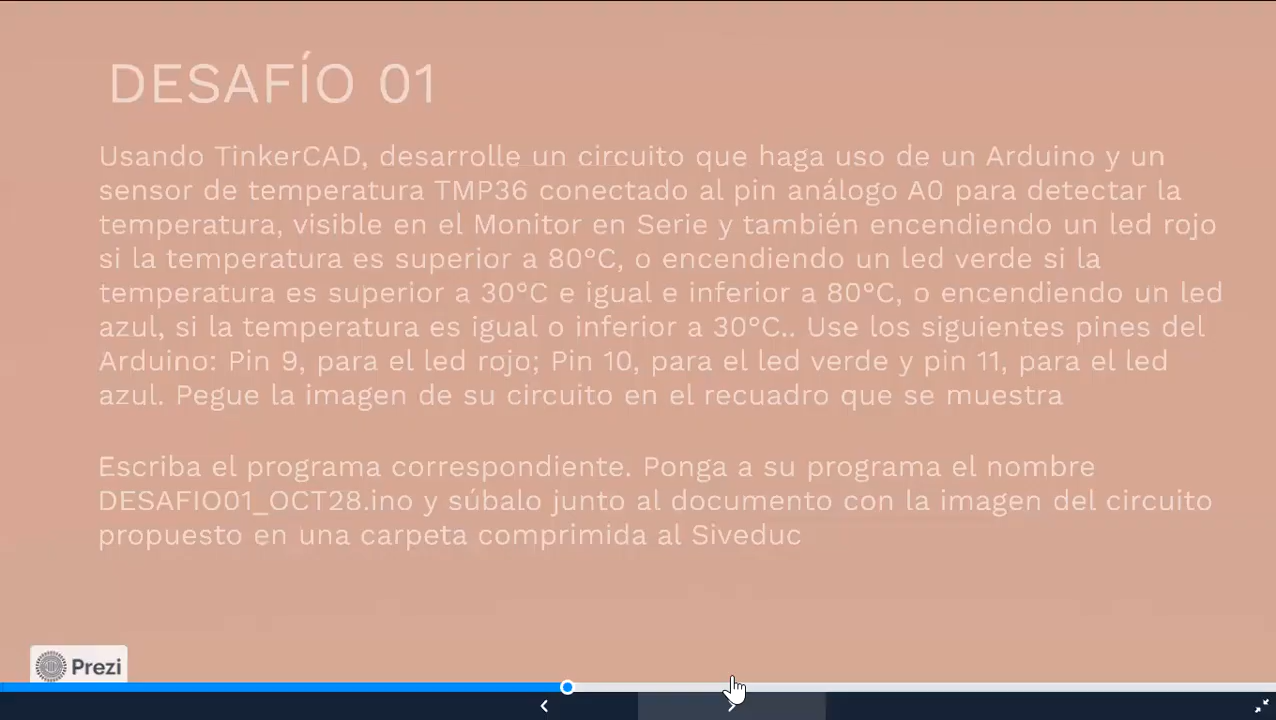 DESAFÍO 01
Usando TinkerCAD, desarrolle un circuito que haga uso de un Arduino y un
sensor de temperatura TMP36 conectado al pin análogo A0 para detectar la
temperatura, visible en el Monitor en Serie y también encendiendo un led rojo
si la temperatura es superior a 80°C, o encendiendo un led verde si la
temperatura es superior a 30°C e igual e inferior a 80°C, o encendiendo un led
azul, si la temperatura es igual o inferior a 30°C.. Use los siguientes pines del
Arduino: Pin 9, para el led rojo; Pin 10, para el led verde y pin 11, para el led
azul. Pegue la imagen de su circuito en el recuadro que se muestra
Escriba el programa correspondiente. Ponga a su programa el nombre
DESAFIO01_OCT28.ino y súbalo junto al documento con la imagen del circuito
propuesto en una carpeta comprimida al Siveduc
Prezi